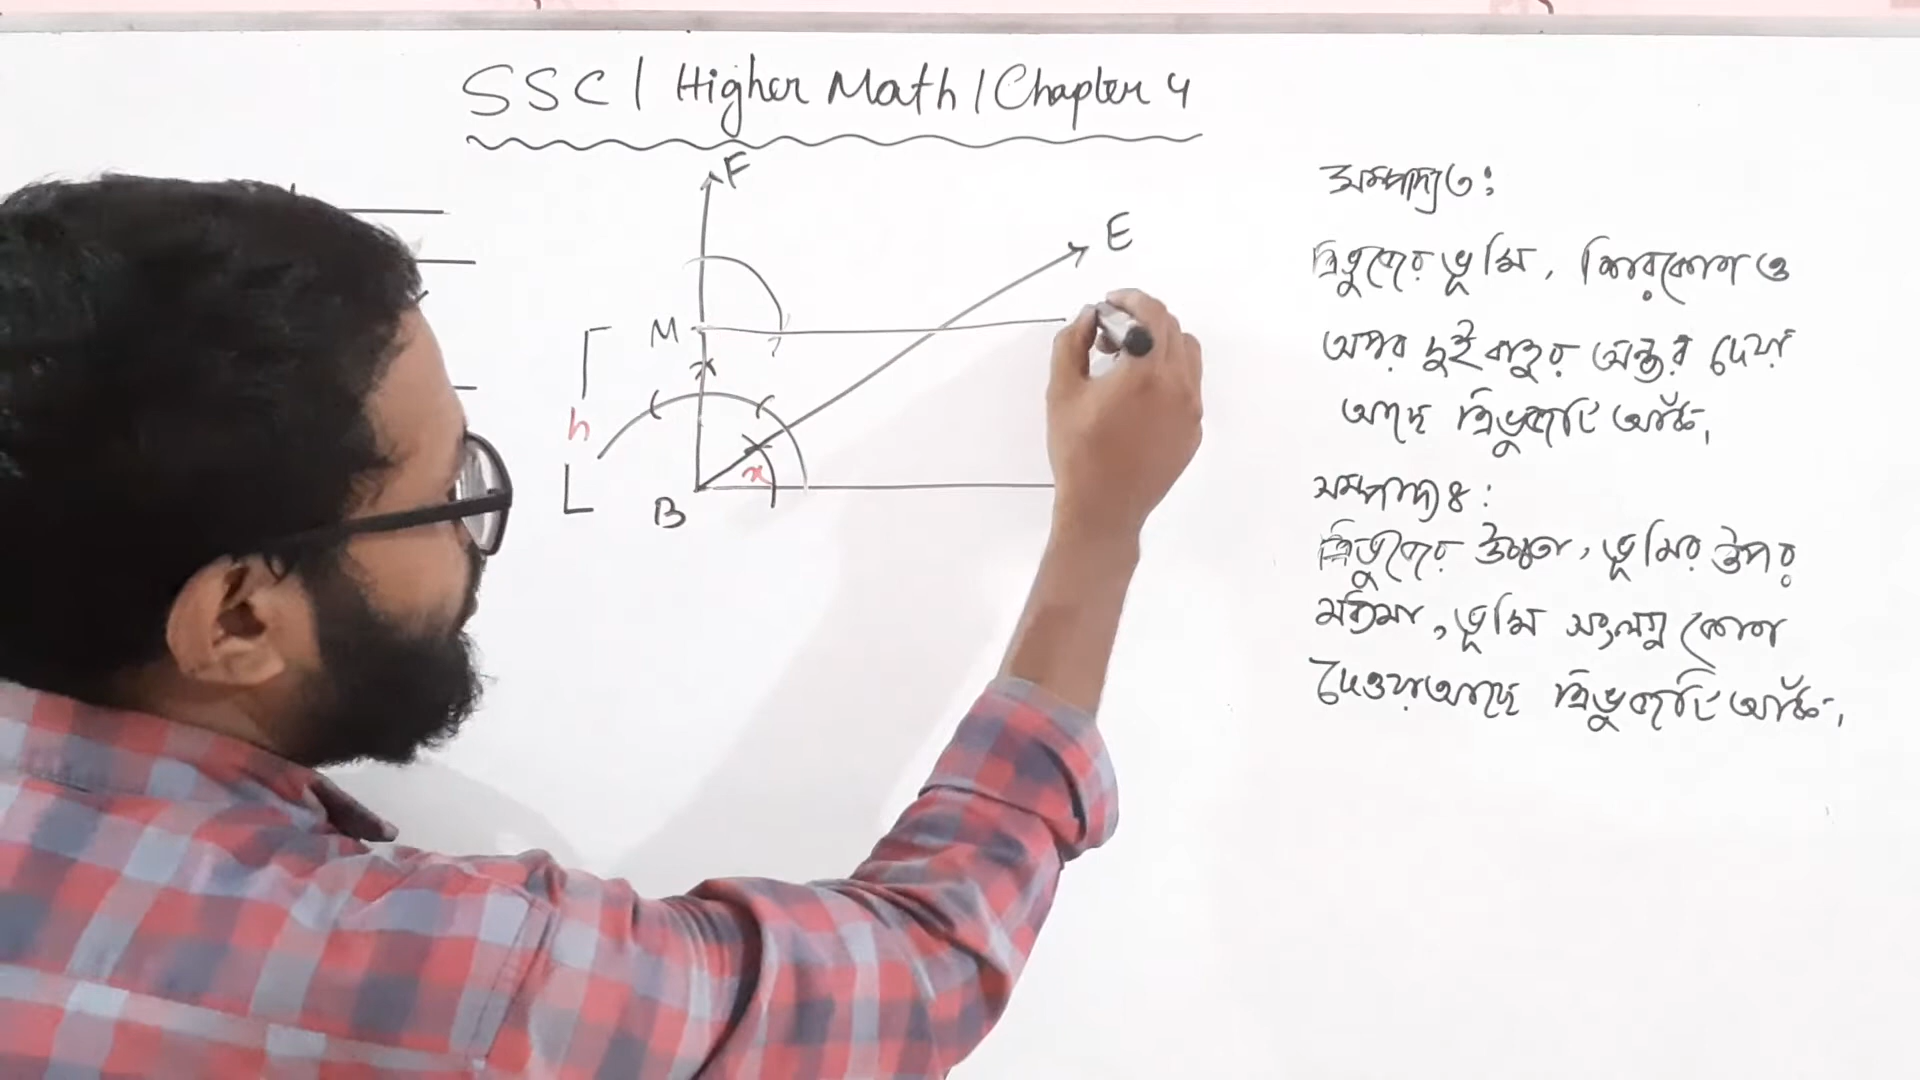 SSC / Higher Math / Chapter 4
F
E
M
h
x
B
সম্পাদ্য ৩ :
ত্রিভুজের ভূমি, শিরকোণ ও
অপর দুই বাহুর অন্তর দেয়া
আছে ত্রিভুজটি আঁক,
সম্পাদ্য ৪ :
ত্রিভুজের উচ্চতা, ভূমির উপর
মধ্যমা, ভূমি সংলগ্ন কোণ
দেওয়া আছে ত্রিভুজটি আঁক,